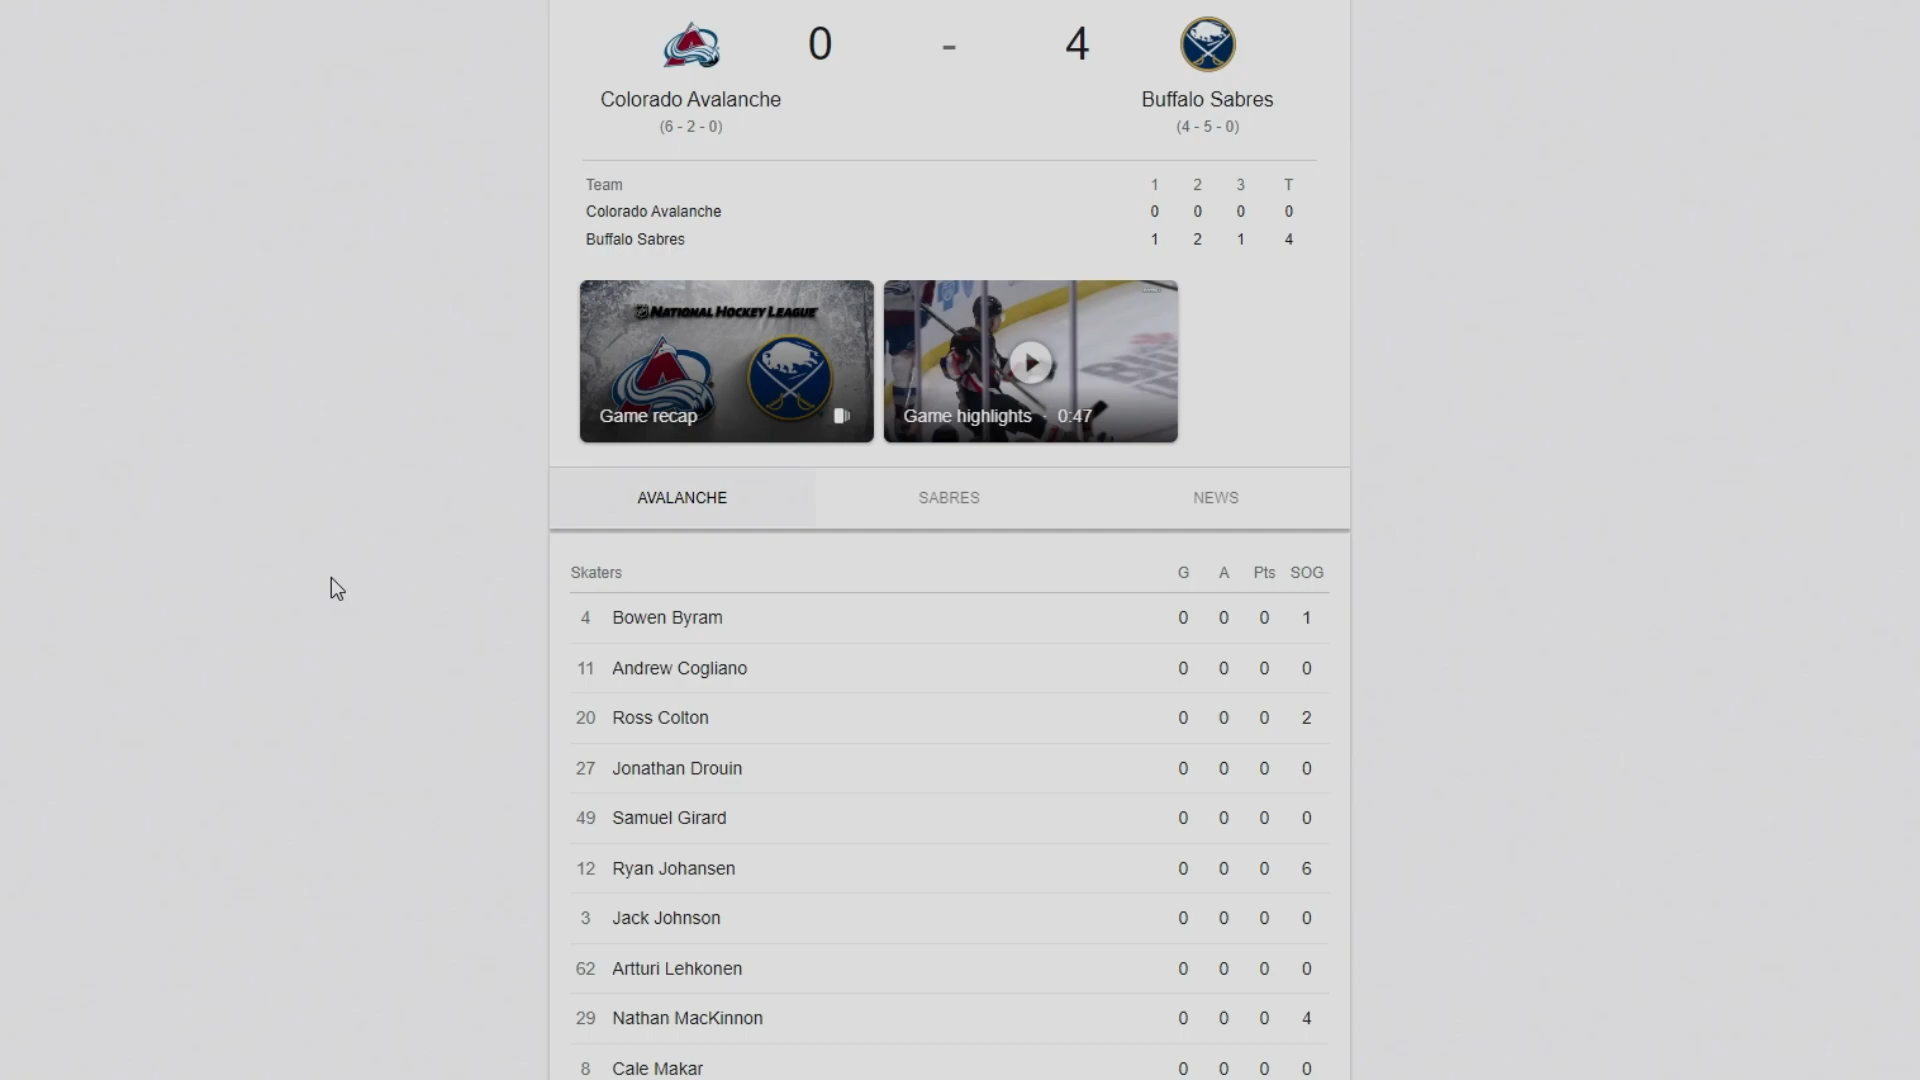 0 - 4
Colorado Avalanche Buffalo Sabres
(6 - 2 - 0) (4 - 5 - 0)
Team 1 2 3 T
Colorado Avalanche 0 0 0 0
Buffalo Sabres 1 2 1 4
NATIONAL HOCKEY LEAGUE
Game recap
Game highlights · 0:47
AVALANCHE SABRES NEWS
Skaters G A Pts SOG
4 Bowen Byram 0 0 0 1
11 Andrew Cogliano 0 0 0 0
20 Ross Colton 0 0 0 2
27 Jonathan Drouin 0 0 0 0
49 Samuel Girard 0 0 0 0
12 Ryan Johansen 0 0 0 6
3 Jack Johnson 0 0 0 0
62 Artturi Lehkonen 0 0 0 0
29 Nathan MacKinnon 0 0 0 4
8 Cale Makar 0 0 0 0